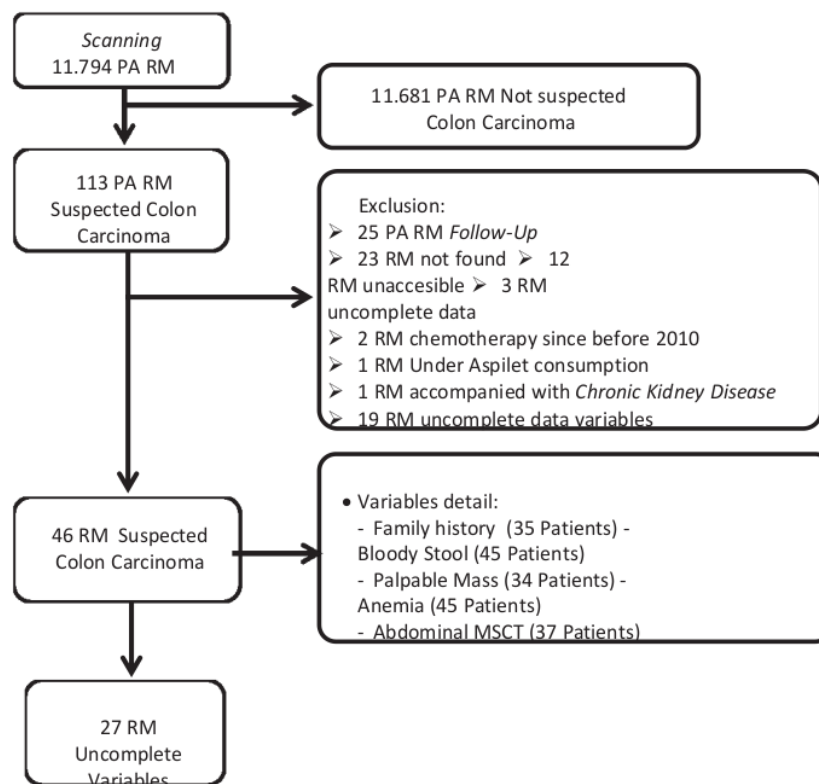 Scanning
11.794 PA RM
11.681 PA RM Not suspected
Colon Carcinoma
113 PA RM
Suspected Colon
Carcinoma
Exclusion:
➢ 25 PA RM Follow-Up
➢ 23 RM not found ➢ 12
RM unaccesible ➢ 3 RM
uncomplete data
➢ 2 RM chemotherapy since before 2010
➢ 1 RM Under Aspilet consumption
➢ 1 RM accompanied with Chronic Kidney Disease
➢ 19 RM uncomplete data variables
46 RM Suspected
Colon Carcinoma
• Variables detail:
- Family history (35 Patients) -
Bloody Stool (45 Patients)
- Palpable Mass (34 Patients) -
Anemia (45 Patients)
- Abdominal MSCT (37 Patients)
27 RM
Uncomplete
Variables